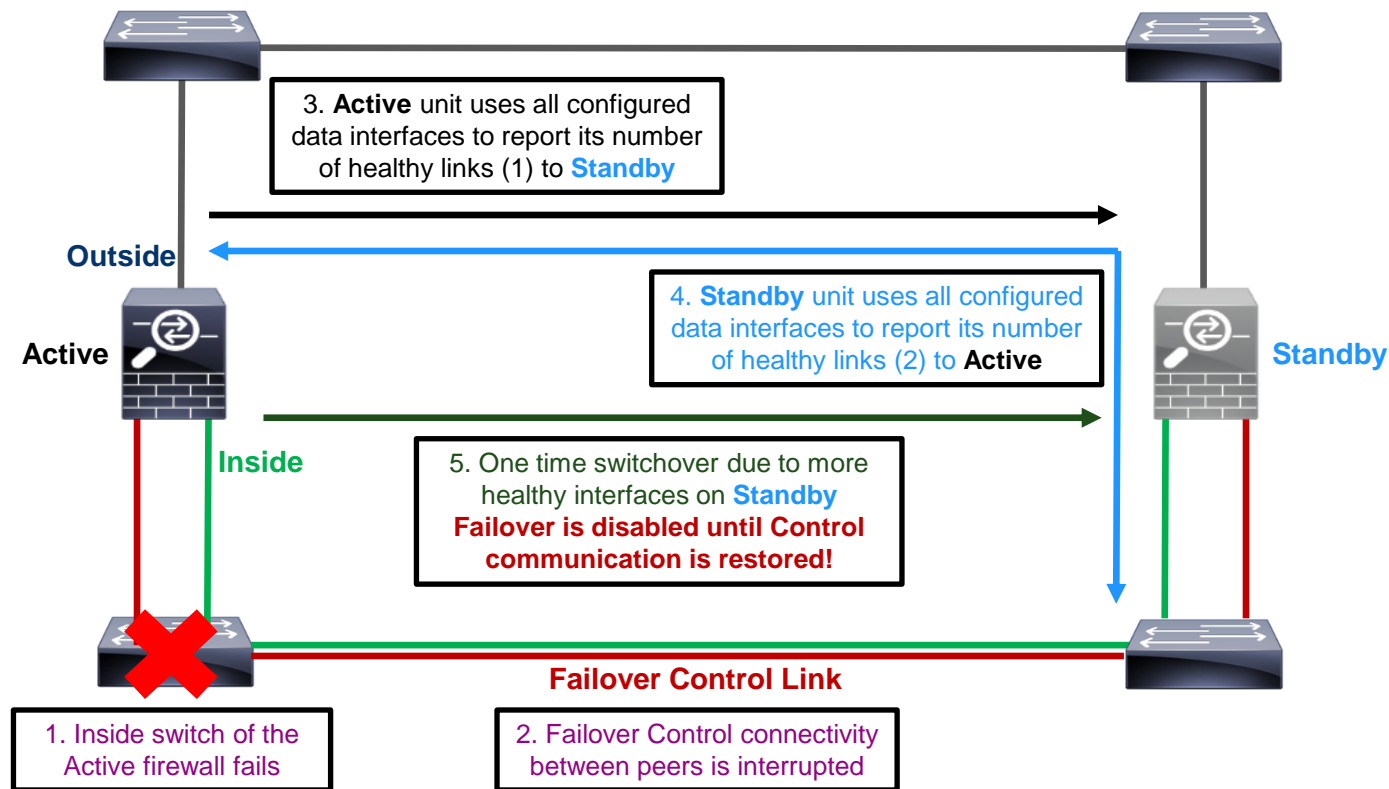 3. Active unit uses all configured
data interfaces to report its number
of healthy links (1) to Standby
Outside
4. Standby unit uses all configured
data interfaces to report its number
of healthy links (2) to Active
Active
Standby
Inside
5. One time switchover due to more
healthy interfaces on Standby
Failover is disabled until Control
communication is restored!
Failover Control Link
1. Inside switch of the
Active firewall fails
2. Failover Control connectivity
between peers is interrupted